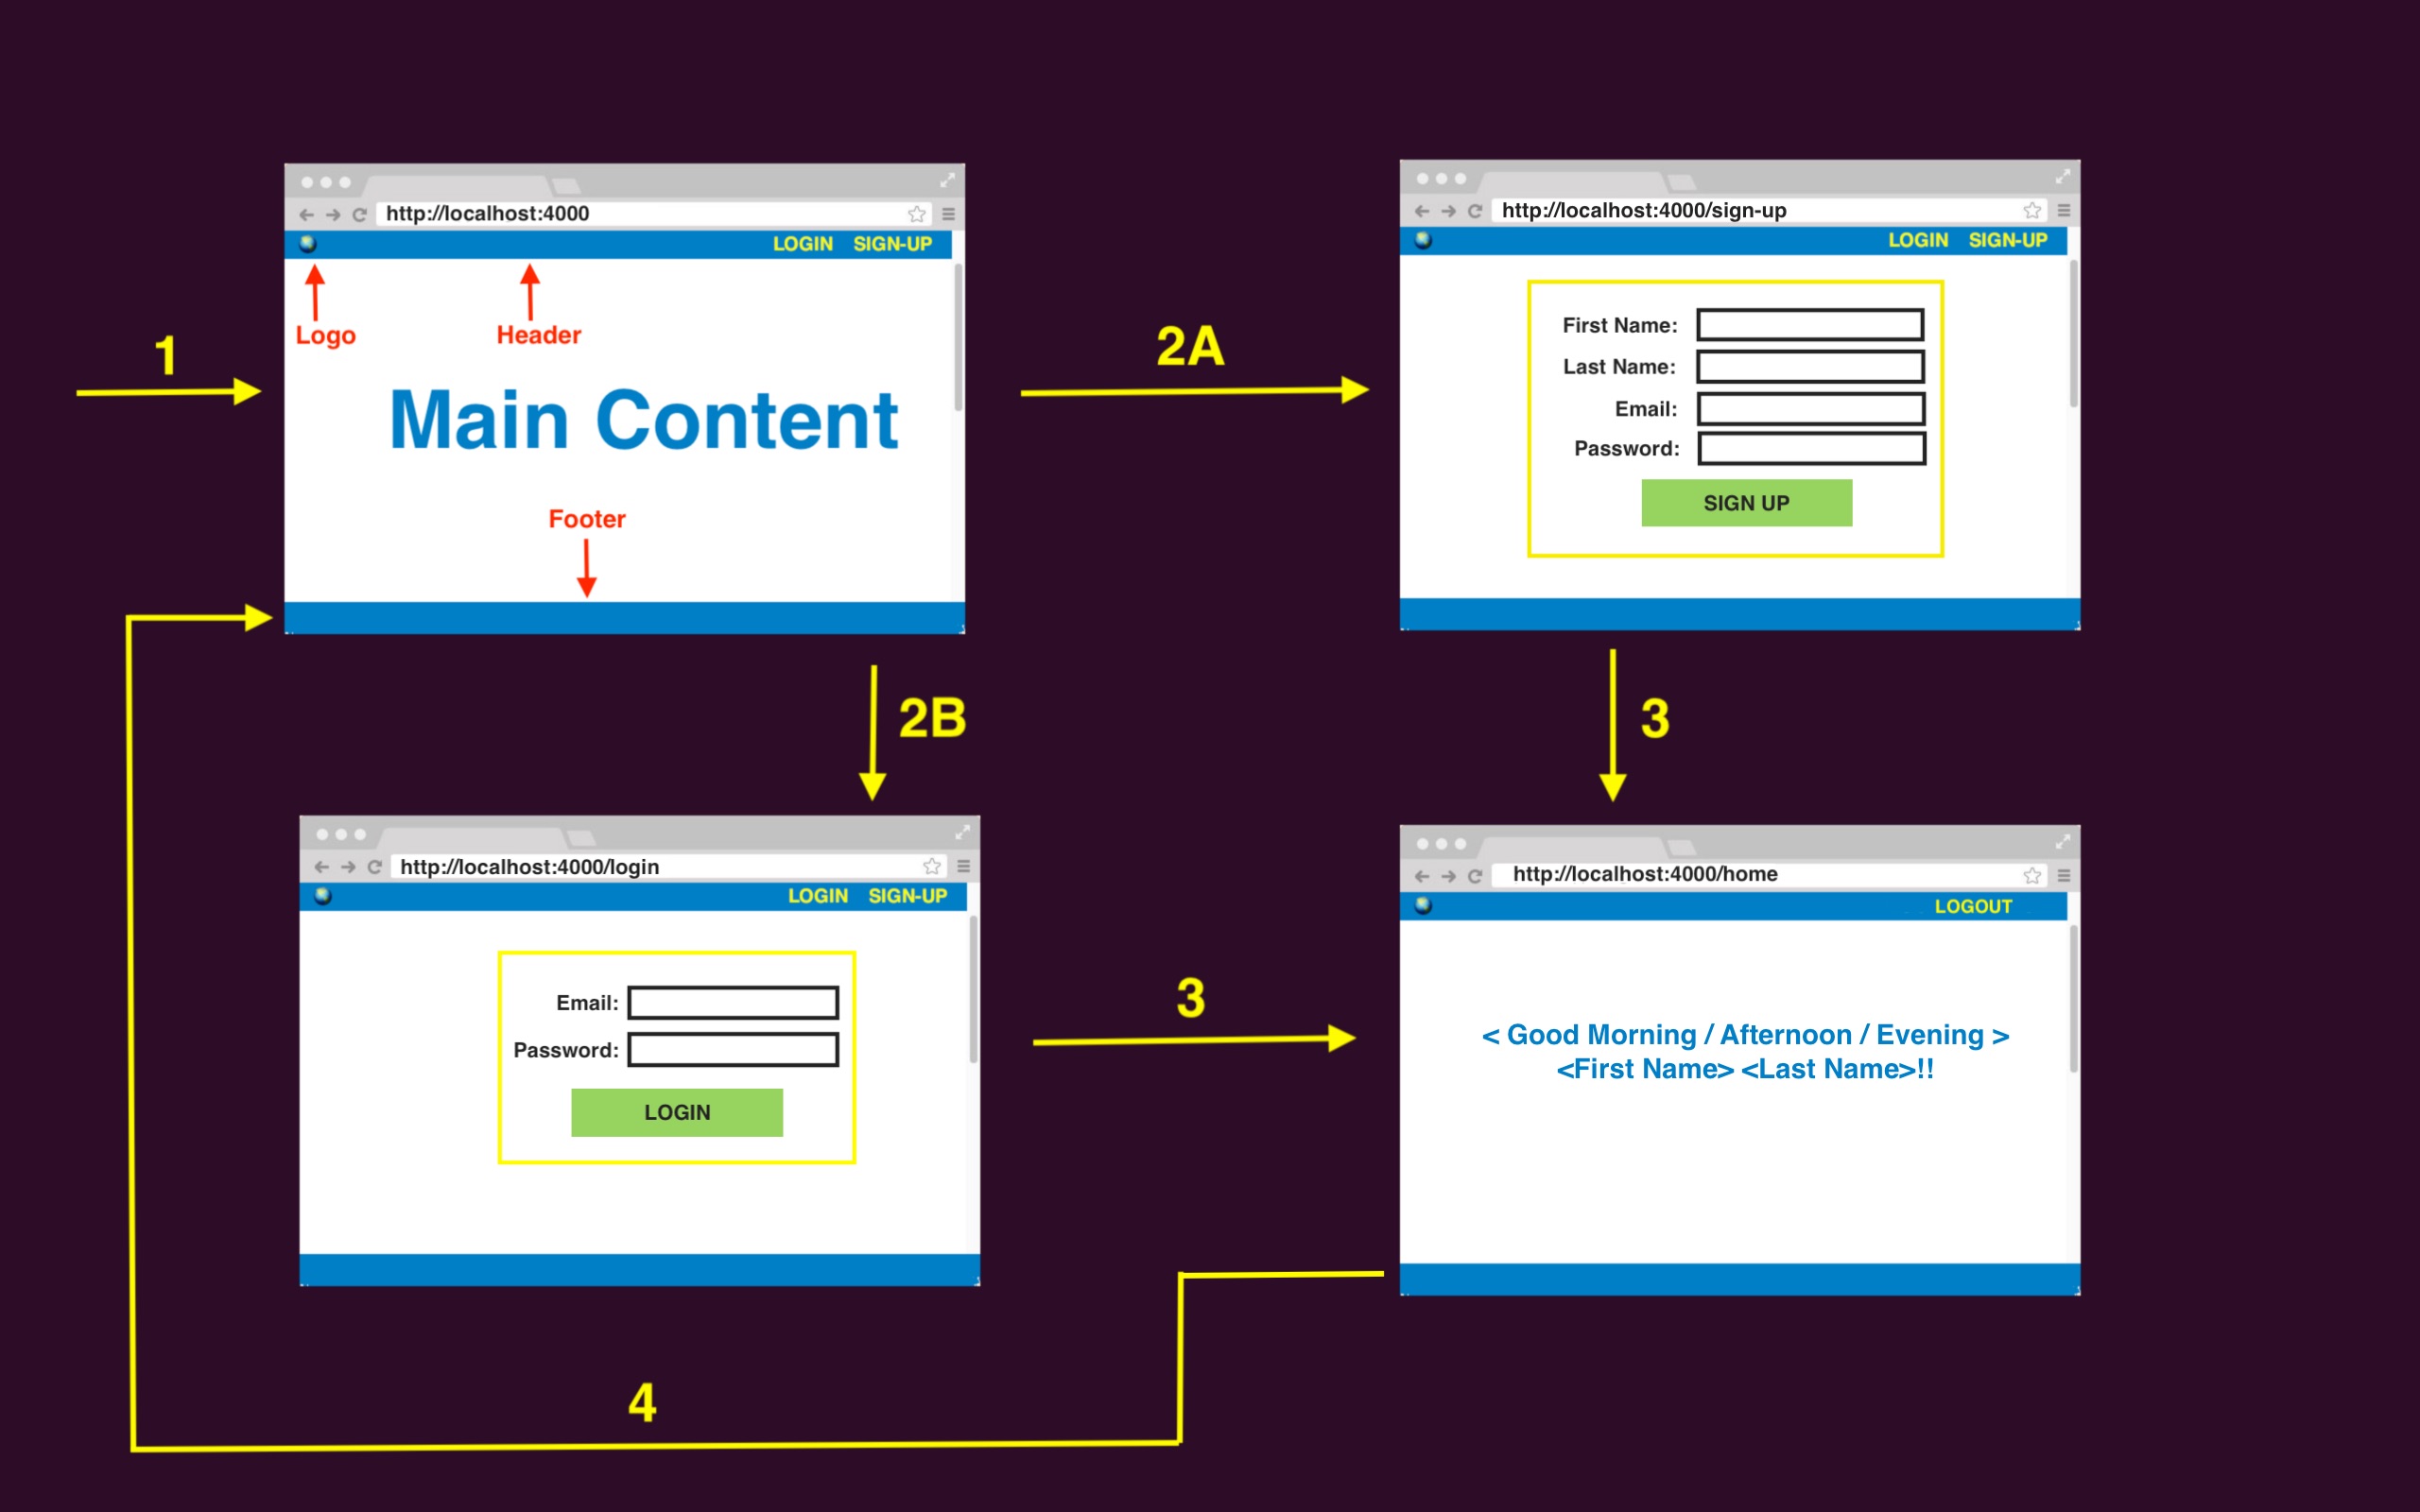 http://localhost:4000
LOGIN SIGN-UP
Logo
Header
Main Content
Footer
1
2A
http://localhost:4000/sign-up
LOGIN SIGN-UP
First Name:
Last Name:
Email:
Password:
SIGN UP
2B
3
http://localhost:4000/login
LOGIN SIGN-UP
Email:
Password:
LOGIN
3
http://localhost:4000/home
LOGOUT
< Good Morning / Afternoon / Evening >
<First Name> <Last Name>!!
4